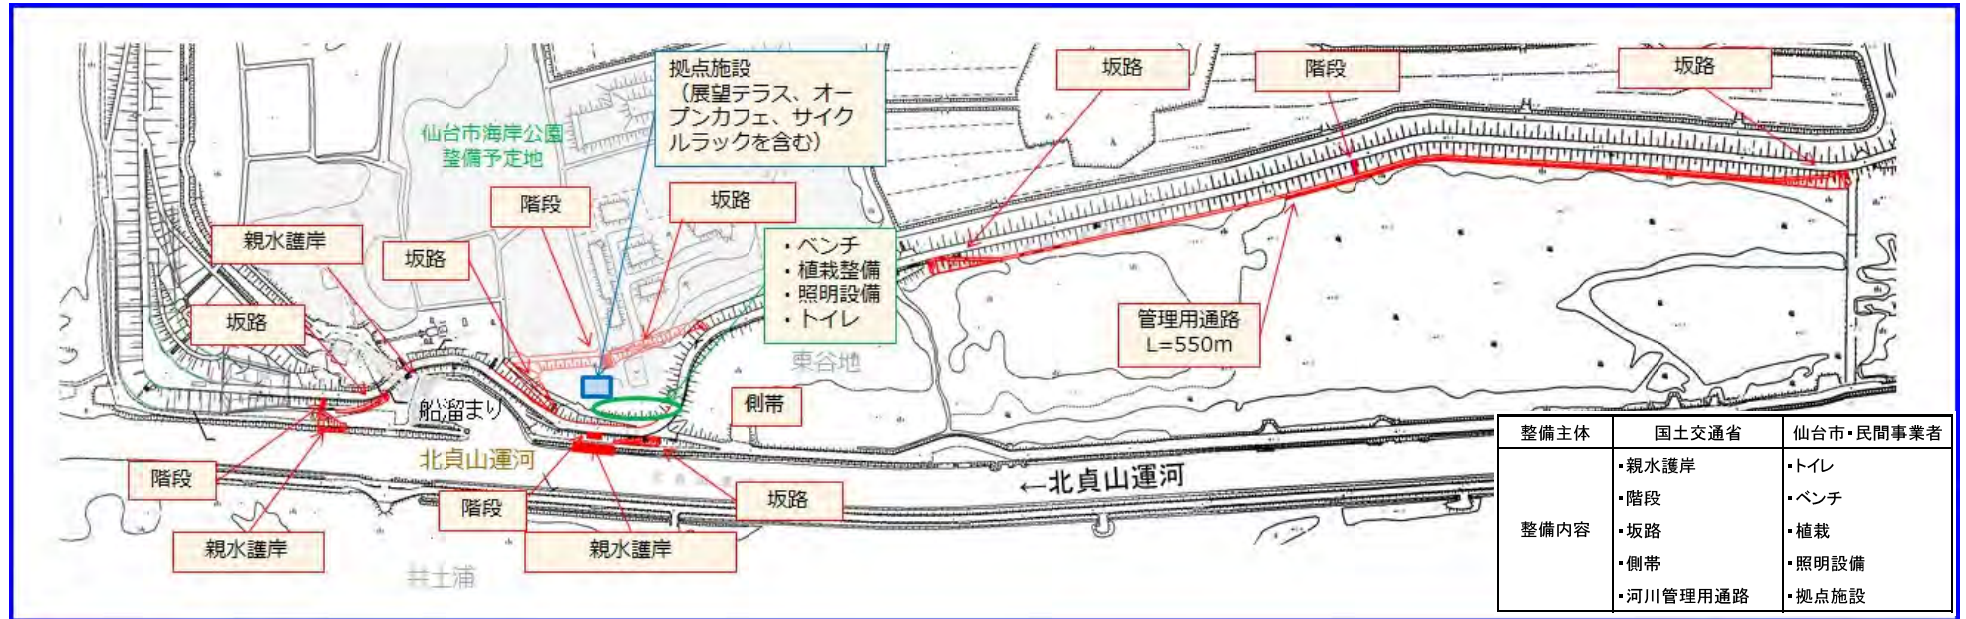 拠点施設
（展望テラス、オー
プンカフェ、サイク
ルラックを含む）
坂路
階段
坂路
仙台市海岸公園
整備予定地
階段
坂路
親水護岸
坂路
・ベンチ
・植栽整備
・照明設備
・トイレ
坂路
管理用通路
L=550m
東谷地
船溜まり
側帯
北貞山運河
←北貞山運河
階段
階段
坂路
親水護岸
親水護岸
井土浦
整備主体 国土交通省 仙台市・民間事業者
整備内容
・親水護岸 ・トイレ
・階段 ・ベンチ
・坂路 ・植栽
・側帯 ・照明設備
・河川管理用通路 ・拠点施設